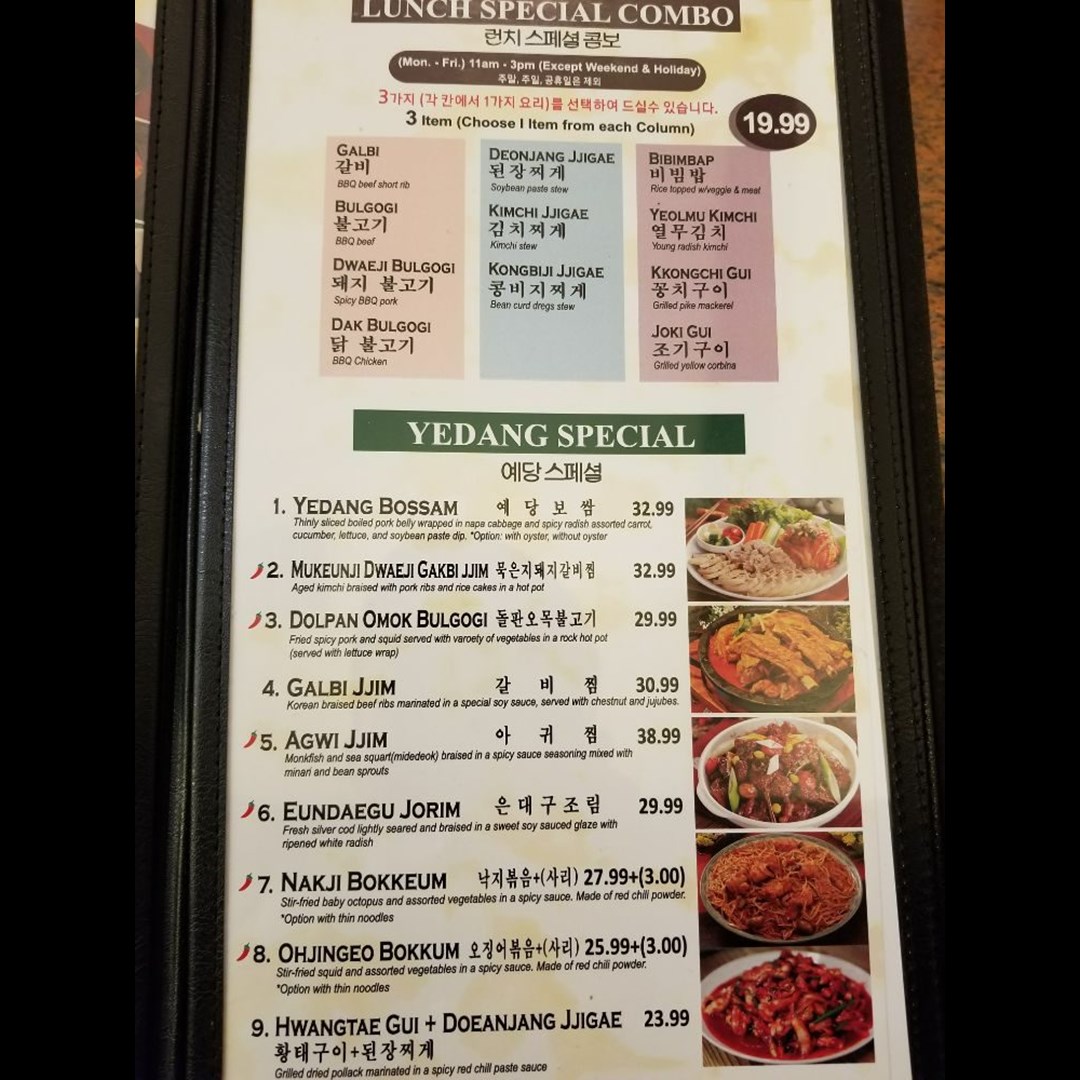 LUNCH SPECIAL COMBO
런치 스페셜 콤보
(Mon. - Fri.) 11am - 3pm (Except Weekend & Holiday)
주말, 주일, 공휴일은 제외
3가지 (각 칸에서 1가지 요리)를 선택하여 드실수 있습니다.
3 Item (Choose I Item from each Column)
19.99
GALBI
갈비
BBQ beef short rib
BULGOGI
불고기
BBQ beef
DWAEJI BULGOGI
돼지 불고기
Spicy BBQ pork
DAK BULGOGI
닭 불고기
BBQ Chicken
DEONJANG JJIGAE
된장찌게
Soybean paste stew
KIMCHI JJIGAE
김치찌게
Kimchi stew
KONGBIJI JJIGAE
콩비지찌게
Bean curd dregs stew
BIBIMBAP
비빔밥
Rice topped w/veggie & meat
YEOLMU KIMCHI
열무김치
Young radish kimchi
KKONGCHI GUI
꽁치구이
Grilled pike mackerel
JOKI GUI
조기구이
Grilled yellow corbina
YEDANG SPECIAL
예당 스페셜
1. YEDANG BOSSAM 예 당 보 쌈 32.99
Thinly sliced boiled pork belly wrapped in napa cabbage and spicy radish assorted carrot,
cucumber, lettuce, and soybean paste dip. *Option: with oyster, without oyster
2. MUKEUNJI DWAEJI GAKBI JJIM 묵은지돼지갈비찜 32.99
Aged kimchi braised with pork ribs and rice cakes in a hot pot
3. DOLPAN OMOK BULGOGI 돌판오목불고기 29.99
Fried spicy pork and squid served with varoety of vegetables in a rock hot pot
(served with lettuce wrap)
4. GALBI JJIM 갈 비 찜 30.99
Korean braised beef ribs marinated in a special soy sauce, served with chestnut and jujubes.
5. AGWI JJIM 아 귀 찜 38.99
Monkfish and sea squart(midedeok) braised in a spicy sauce seasoning mixed with
minari and bean sprouts
6. EUNDAEGU JORIM 은대구조림 29.99
Fresh silver cod lightly seared and braised in a sweet soy sauced glaze with
ripened white radish
7. NAKJI BOKKEUM 낙지볶음+(사리) 27.99+(3.00)
Stir-fried baby octopus and assorted vegetables in a spicy sauce. Made of red chili powder.
*Option with thin noodles
8. OHJINGEO BOKKUM 오징어볶음+(사리) 25.99+(3.00)
Stir-fried squid and assorted vegetables in a spicy sauce. Made of red chili powder.
*Option with thin noodles
9. HWANGTAE GUI + DOEANJANG JJIGAE 23.99
황태구이+된장찌게
Grilled dried pollack marinated in a spicy red chili paste sauce